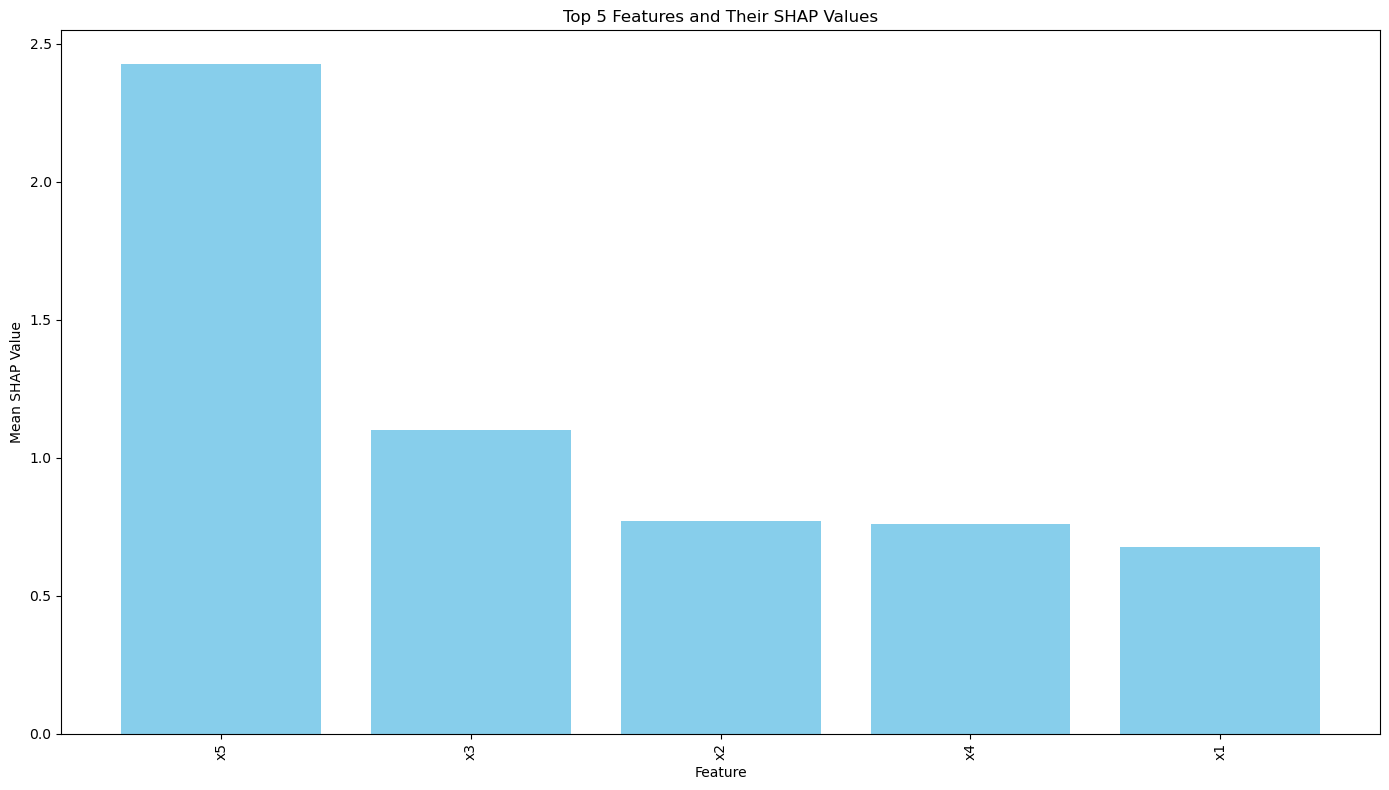 Top 5 Features and Their SHAP Values
Mean SHAP Value
2.5
2.0
1.5
1.0
0.5
0.0
x5
x3
x2
x4
x1
Feature